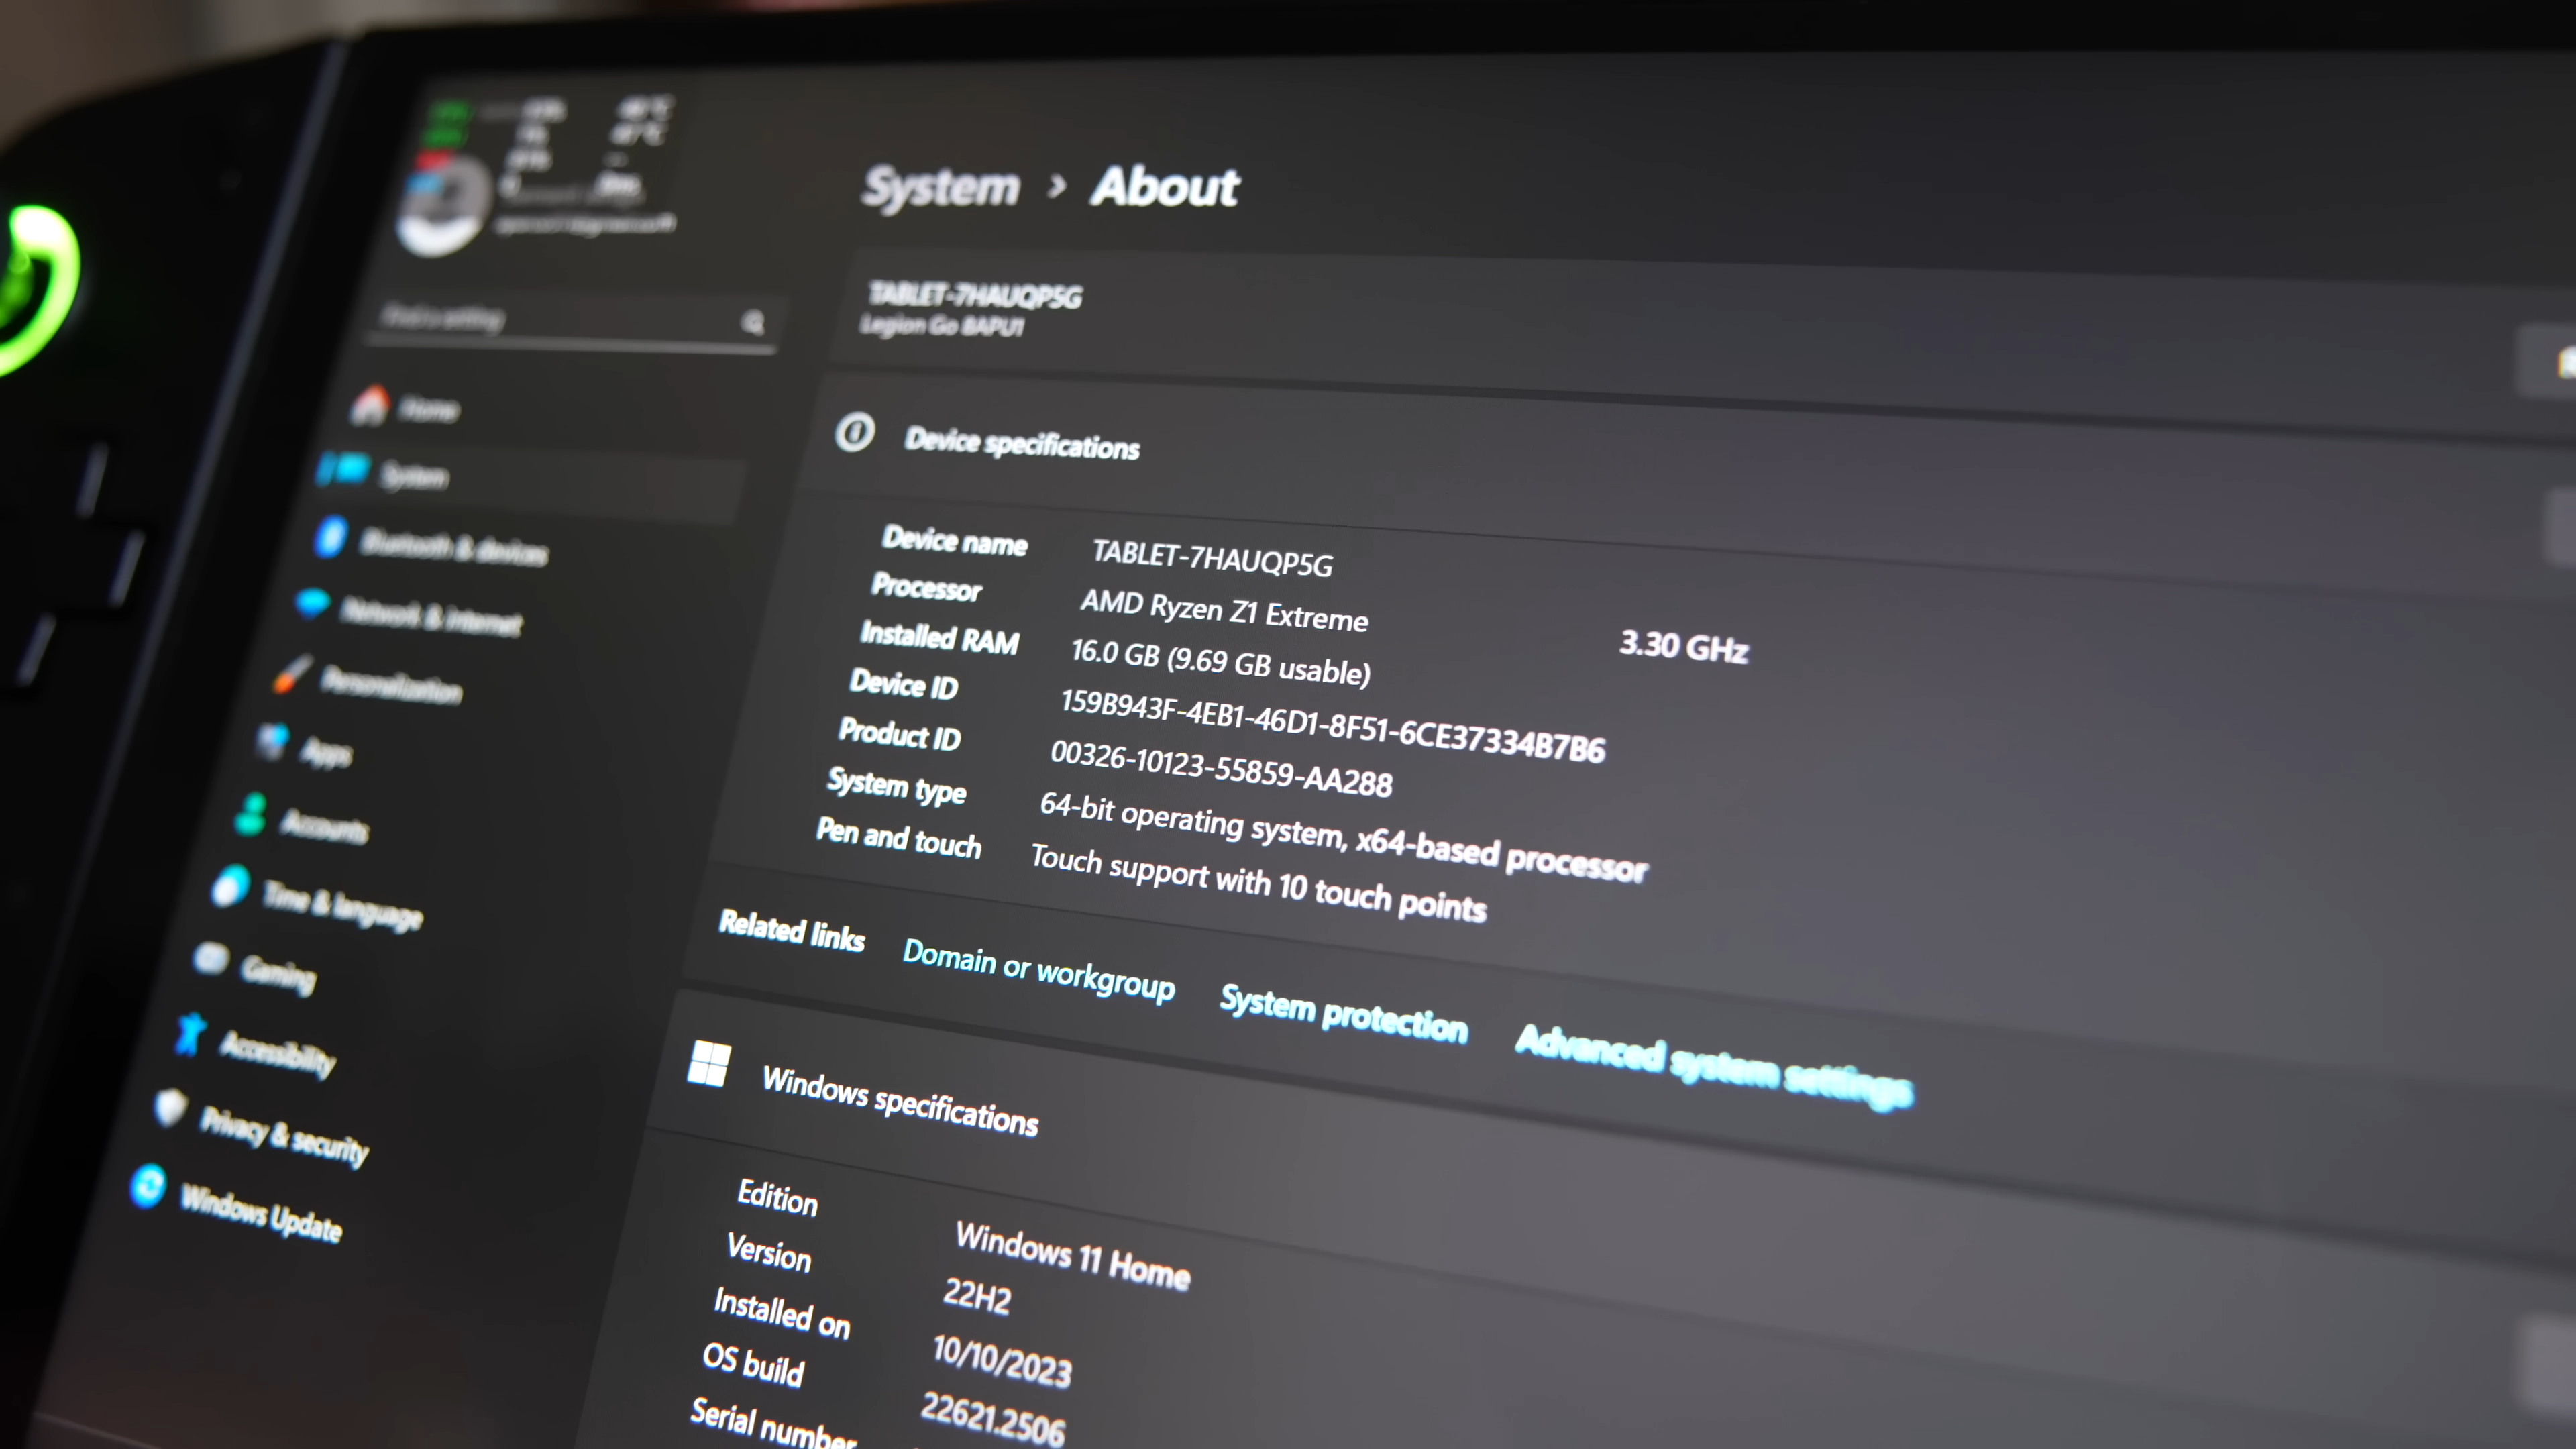 System > About
TABLET-7HAUQP5G
Legion Go 8APU1
Find a setting
Home
System
Bluetooth & devices
Network & internet
Personalization
Apps
Accounts
Time & language
Gaming
Accessibility
Privacy & security
Windows Update
Device specifications
Device name TABLET-7HAUQP5G
Processor AMD Ryzen Z1 Extreme 3.30 GHz
Installed RAM 16.0 GB (9.69 GB usable)
Device ID 159B943F-4EB1-46D1-8F51-6CE37334B7B6
Product ID 00326-10123-55859-AA288
System type 64-bit operating system, x64-based processor
Pen and touch Touch support with 10 touch points
Related links Domain or workgroup System protection Advanced system settings
Windows specifications
Edition Windows 11 Home
Version 22H2
Installed on 10/10/2023
OS build 22621.2506
Serial number